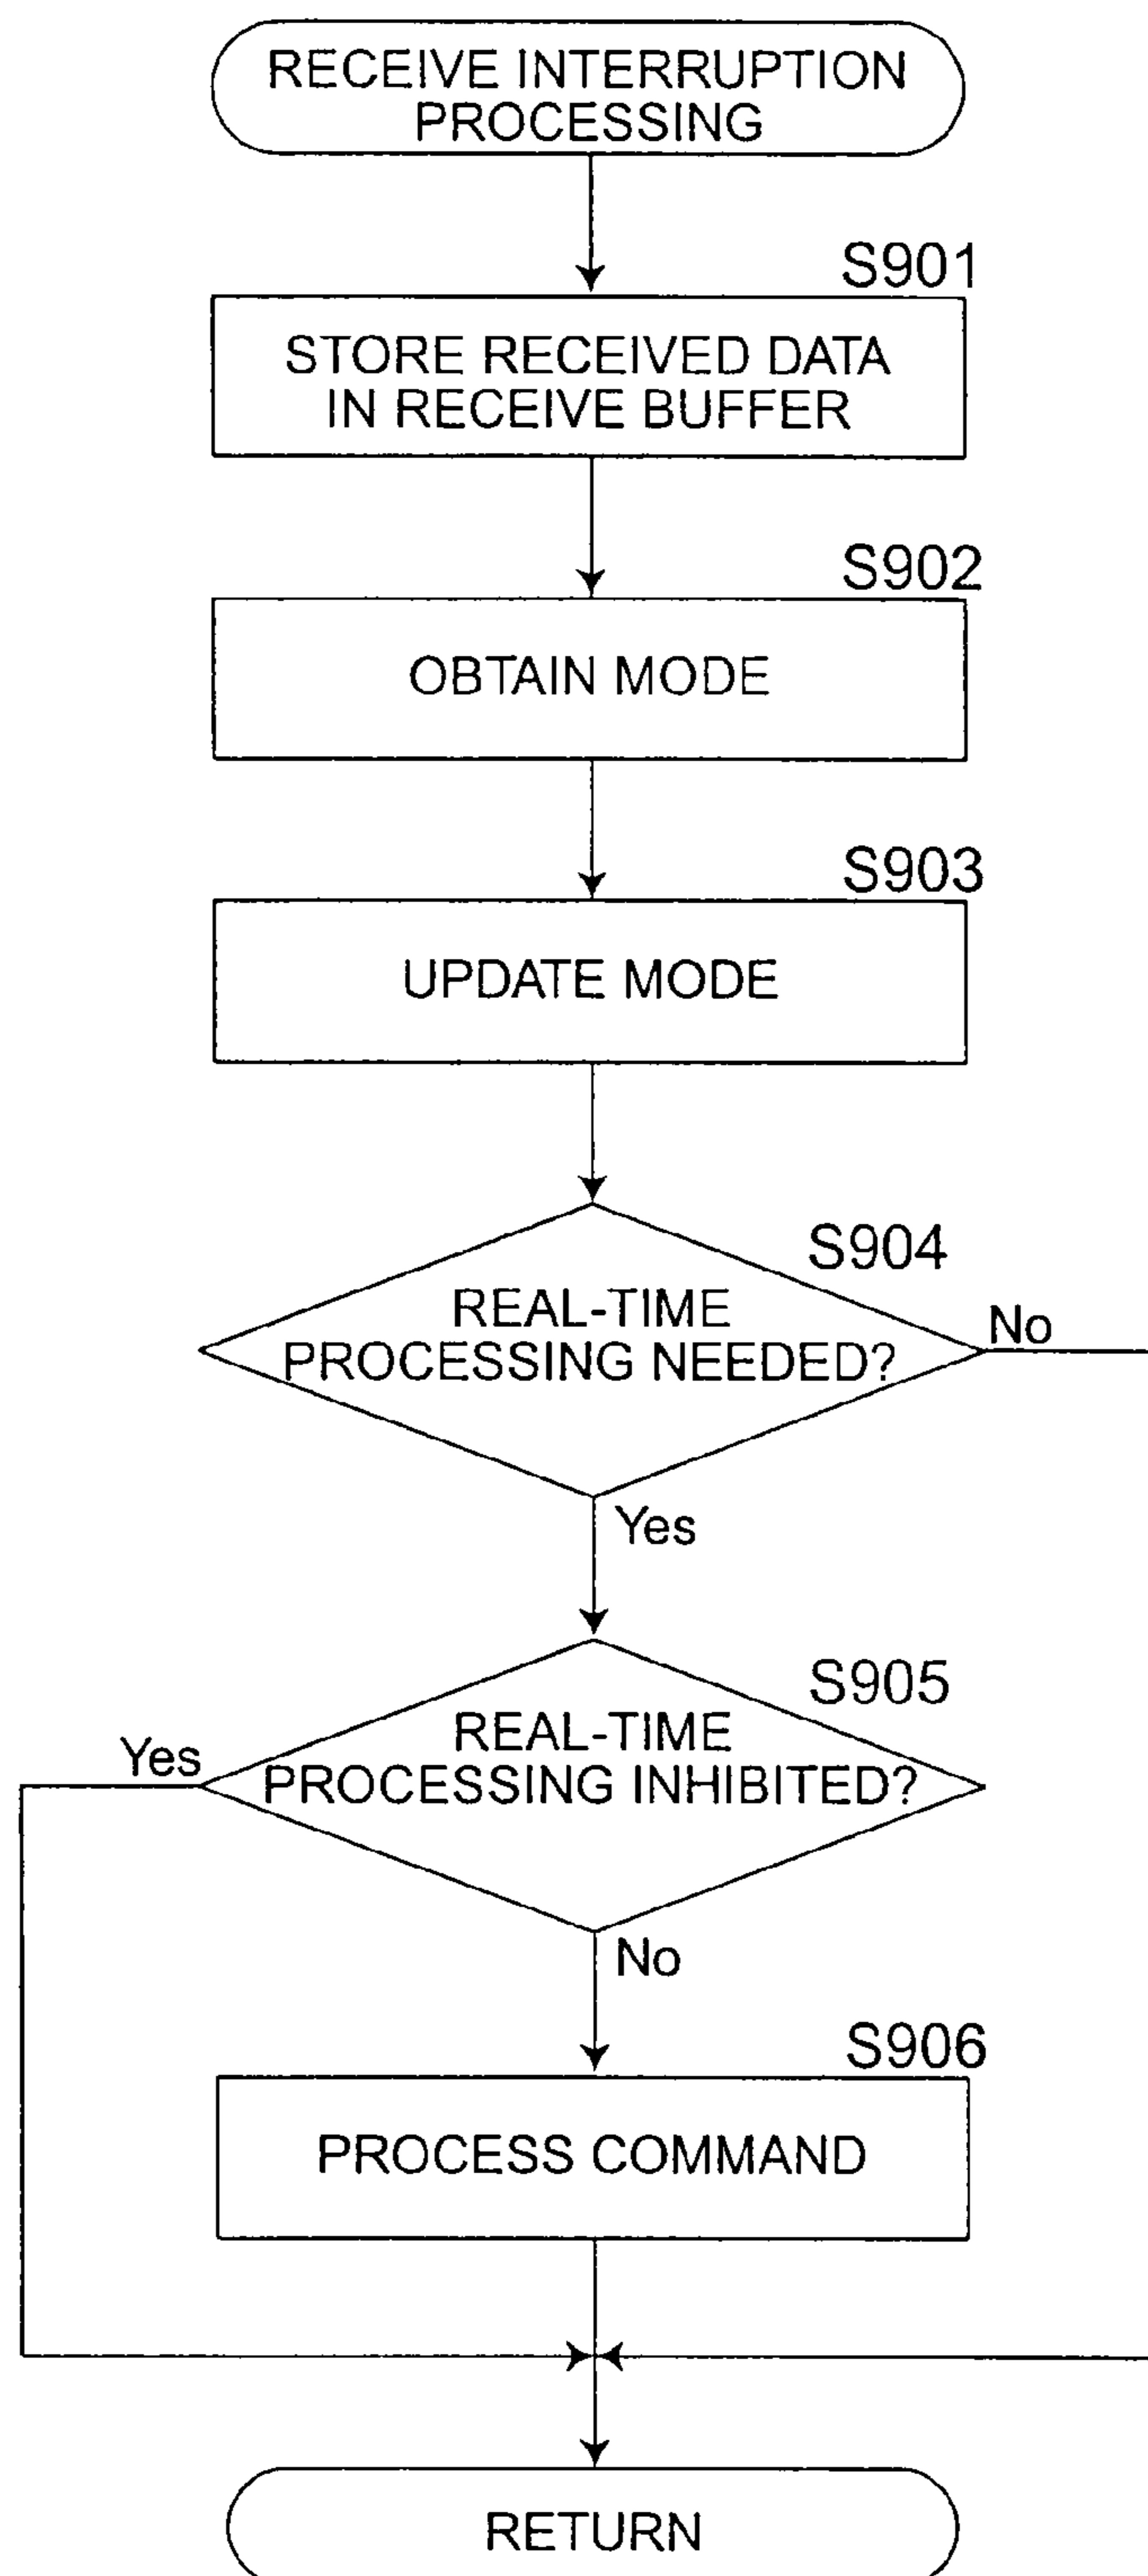 RECEIVE INTERRUPTION
PROCESSING
S901
STORE RECEIVED DATA
IN RECEIVE BUFFER
S902
OBTAIN MODE
S903
UPDATE MODE
S904
REAL-TIME
PROCESSING NEEDED?
No
Yes
S905
REAL-TIME
PROCESSING INHIBITED?
Yes
No
S906
PROCESS COMMAND
RETURN